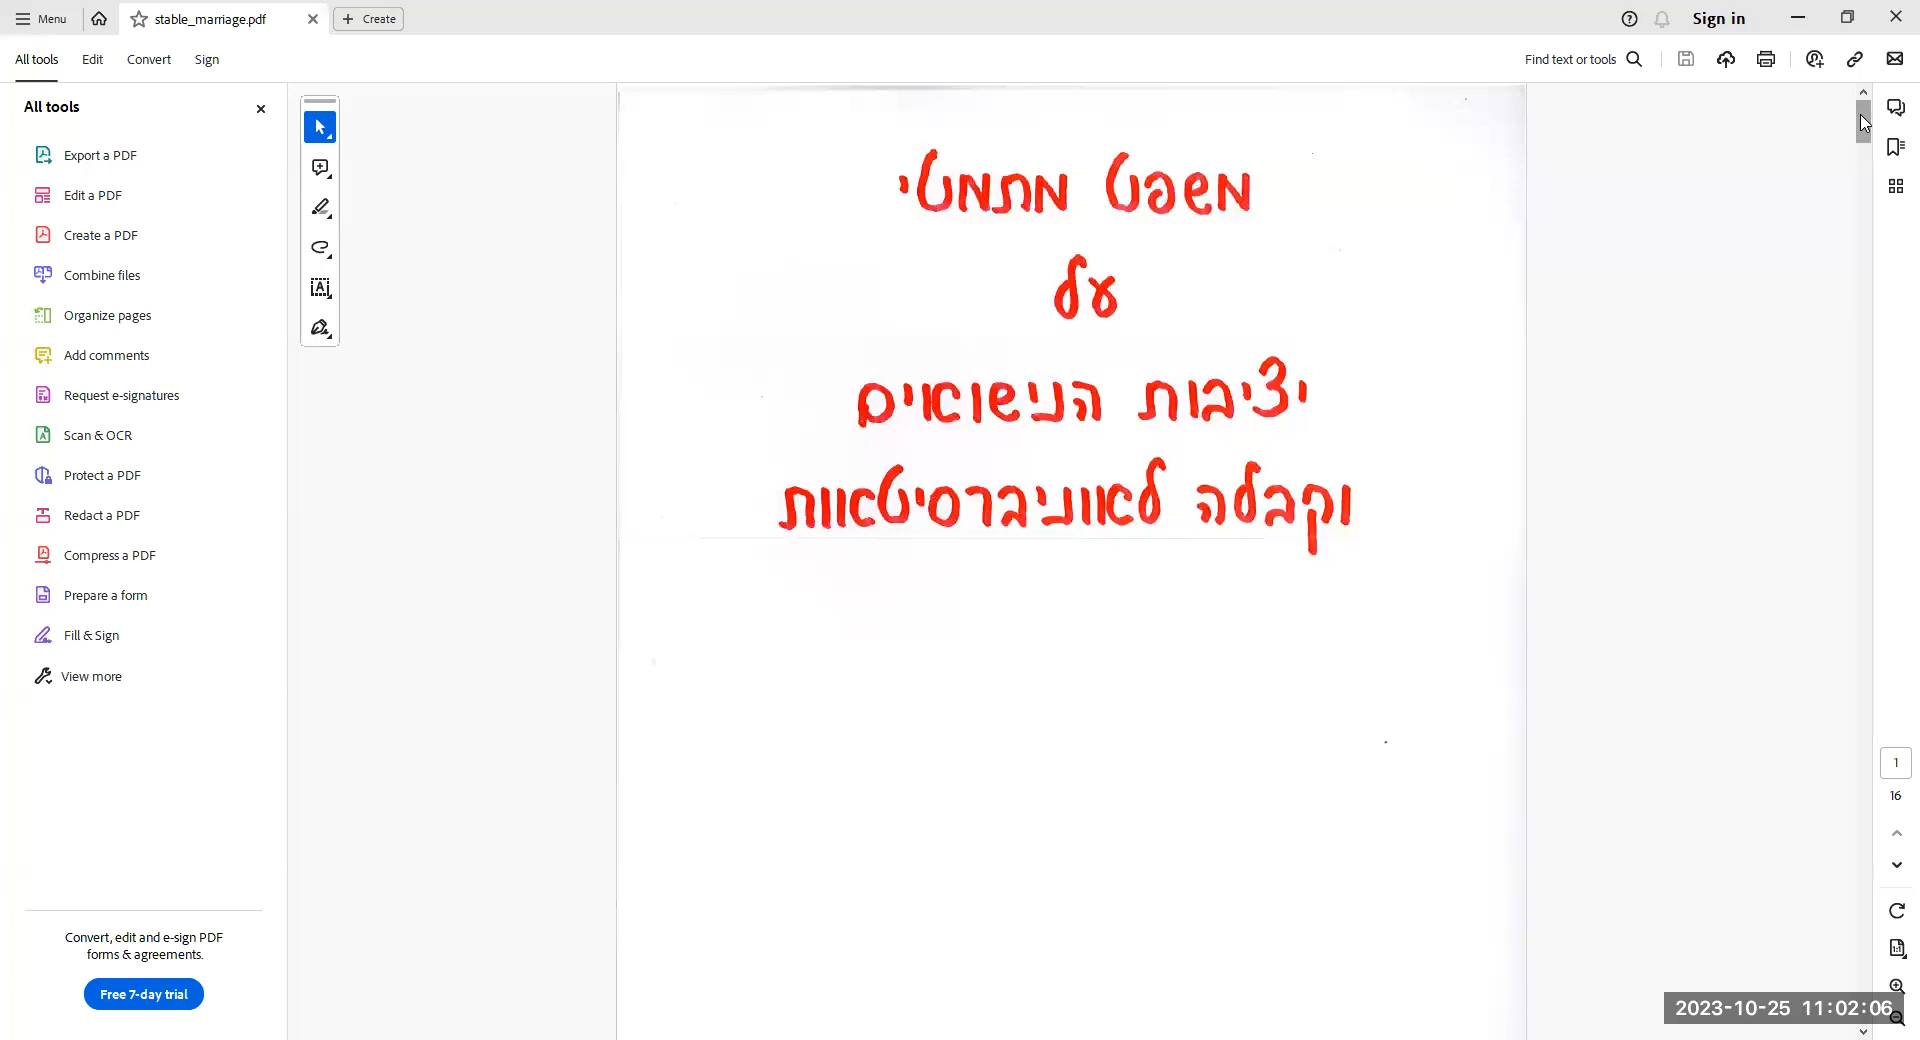 Menu
stable_marriage.pdf
Create
Sign in
All tools
Edit
Convert
Sign
Find text or tools
All tools
Export a PDF
Edit a PDF
Create a PDF
Combine files
Organize pages
Add comments
Request e-signatures
Scan & OCR
Protect a PDF
Redact a PDF
Compress a PDF
Prepare a form
Fill & Sign
View more
Convert, edit and e-sign PDF
forms & agreements.
Free 7-day trial
משפט מתמטי
על
יציבות הנישואים
וקבלה לאווניברסיטאות
1
16
2023-10-25 11:02:06